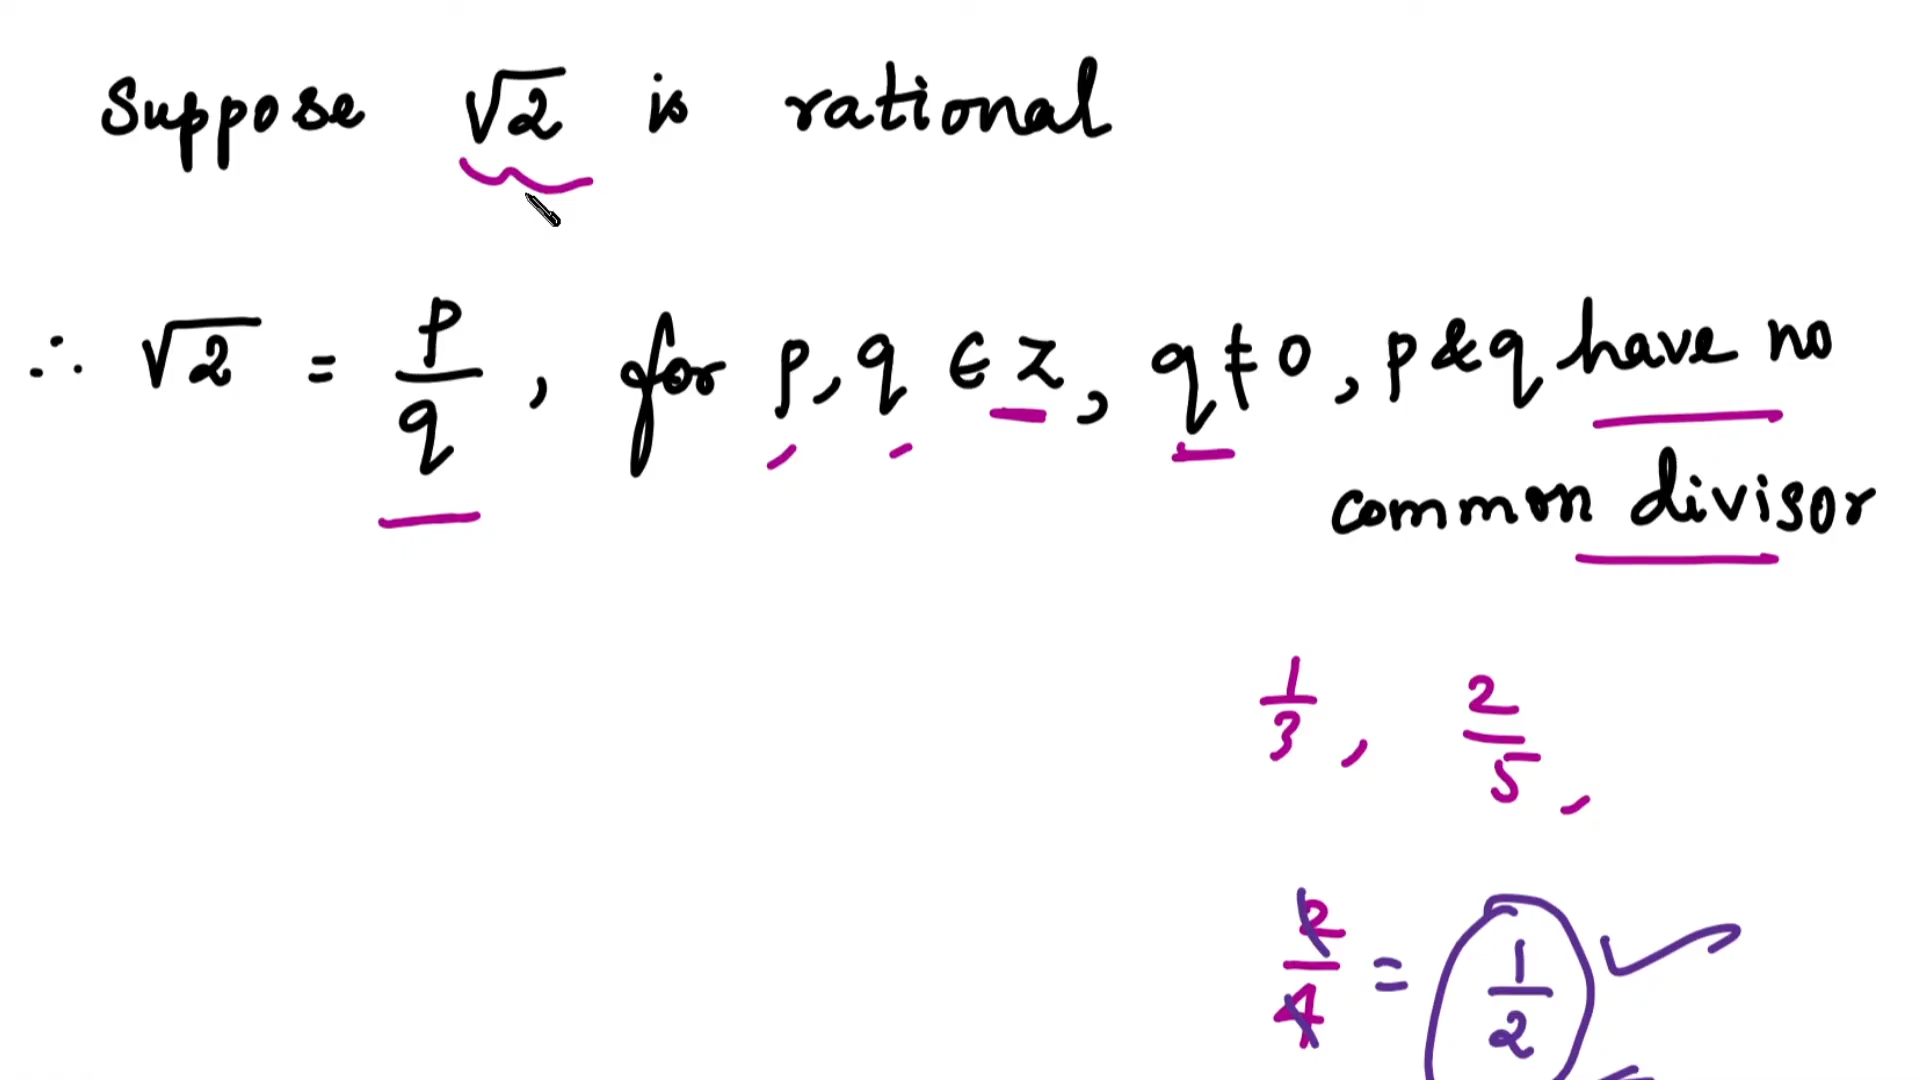 Suppose √2 is rational
∴ √2 = p/q, for p, q ∈ Z, q ≠ 0, p & q have no
common divisor
1/3, 2/5,
2/4 = 1/2 ✓